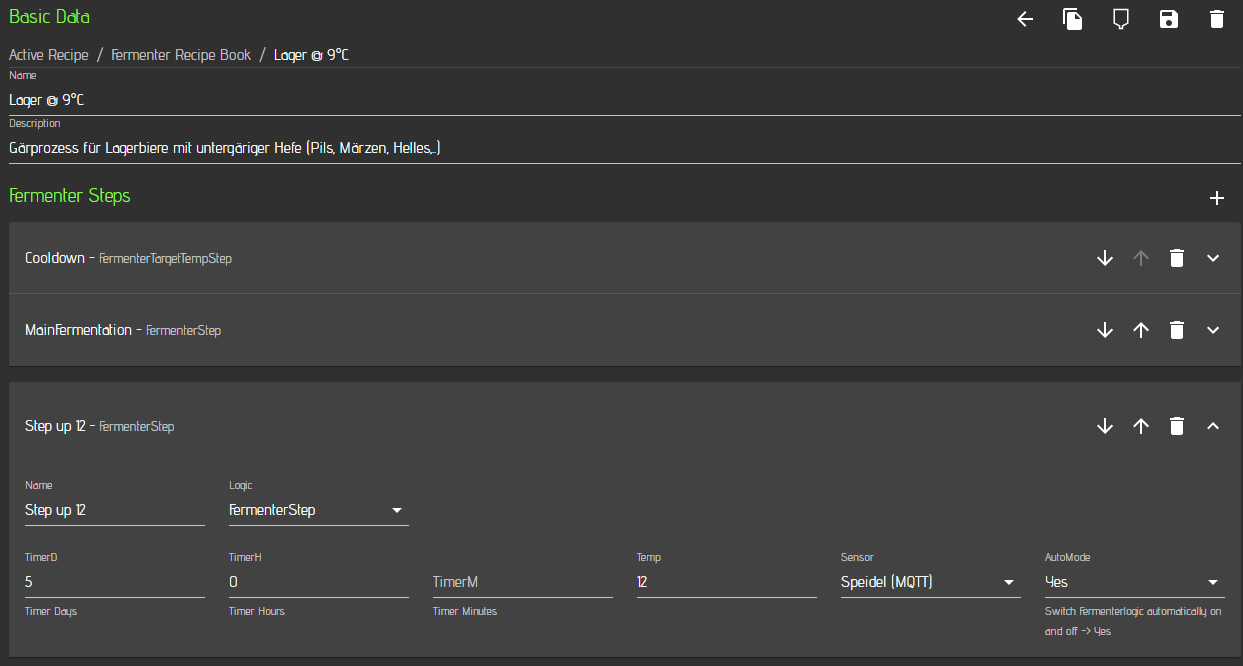 Basic Data
Active Recipe / Fermenter Recipe Book / Lager @ 9°C
Name
Lager @ 9°C
Description
Gärprozess für Lagerbiere mit untergäriger Hefe (Pils, Märzen, Helles,..)
Fermenter Steps
Cooldown - FermenterTargetTempStep
MainFermentation - FermenterStep
Step up 12 - FermenterStep
Name Logic
Step up 12 FermenterStep
TimerD TimerH Temp Sensor AutoMode
5 0 TimerM 12 Speidel (MQTT) Yes
Timer Days Timer Hours Timer Minutes Switch Fermenterlogic automatically on
and off -> Yes